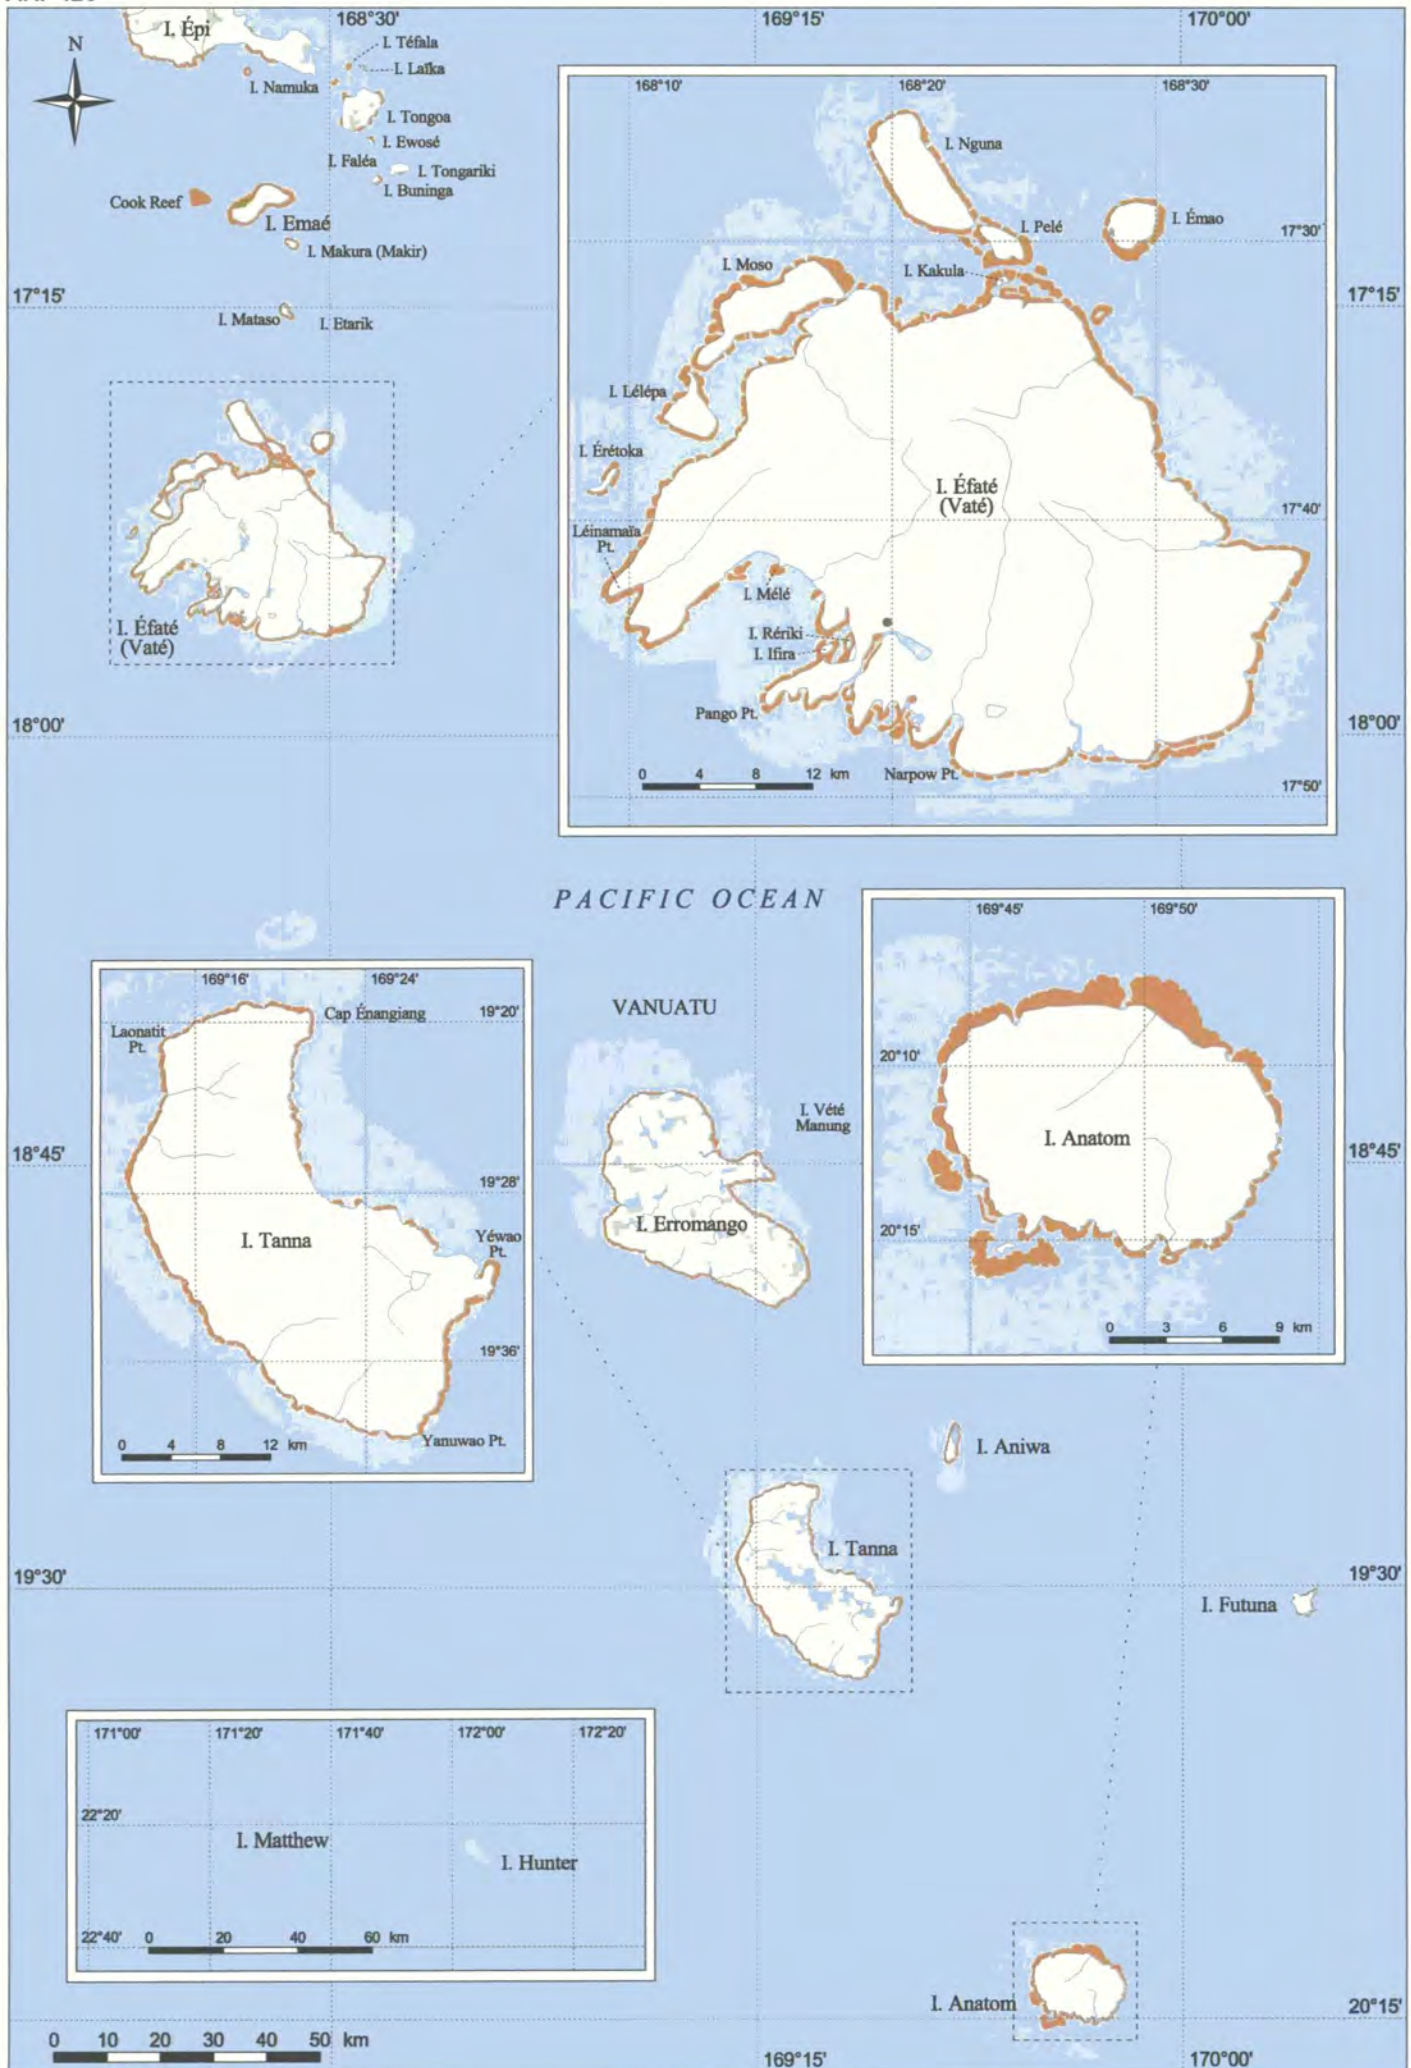 168°30'
169°15'
170°00'
I. Épi
N
I. Téfala
I. Laïka
I. Namuka
I. Tongoa
I. Ewosé
I. Faléa
I. Tongariki
I. Buninga
Cook Reef
I. Emaé
I. Makura (Makir)
17°15'
17°15'
I. Mataso
I. Etarik
I. Éfaté
(Vaté)
18°00'
18°00'
168°10'
168°20'
168°30'
I. Nguna
I. Pelé
I. Émao
17°30'
I. Moso
I. Kakula
I. Lélépa
I. Érétoka
I. Éfaté
(Vaté)
17°40'
Léinamaïa
Pt.
I. Mélé
I. Rériki
I. Ifira
Pango Pt.
Narpow Pt.
0 4 8 12 km
17°50'
PACIFIC OCEAN
VANUATU
169°16'
169°24'
Cap Énangiang
19°20'
Laonatit
Pt.
19°28'
I. Tanna
Yéwao
Pt.
19°36'
Yanuwao Pt.
0 4 8 12 km
I. Vété
Manung
18°45'
18°45'
I. Erromango
169°45'
169°50'
20°10'
I. Anatom
20°15'
0 3 6 9 km
I. Aniwa
I. Tanna
19°30'
19°30'
I. Futuna
171°00'
171°20'
171°40'
172°00'
172°20'
22°20'
I. Matthew
I. Hunter
22°40'
0 20 40 60 km
I. Anatom
20°15'
0 10 20 30 40 50 km
169°15'
170°00'